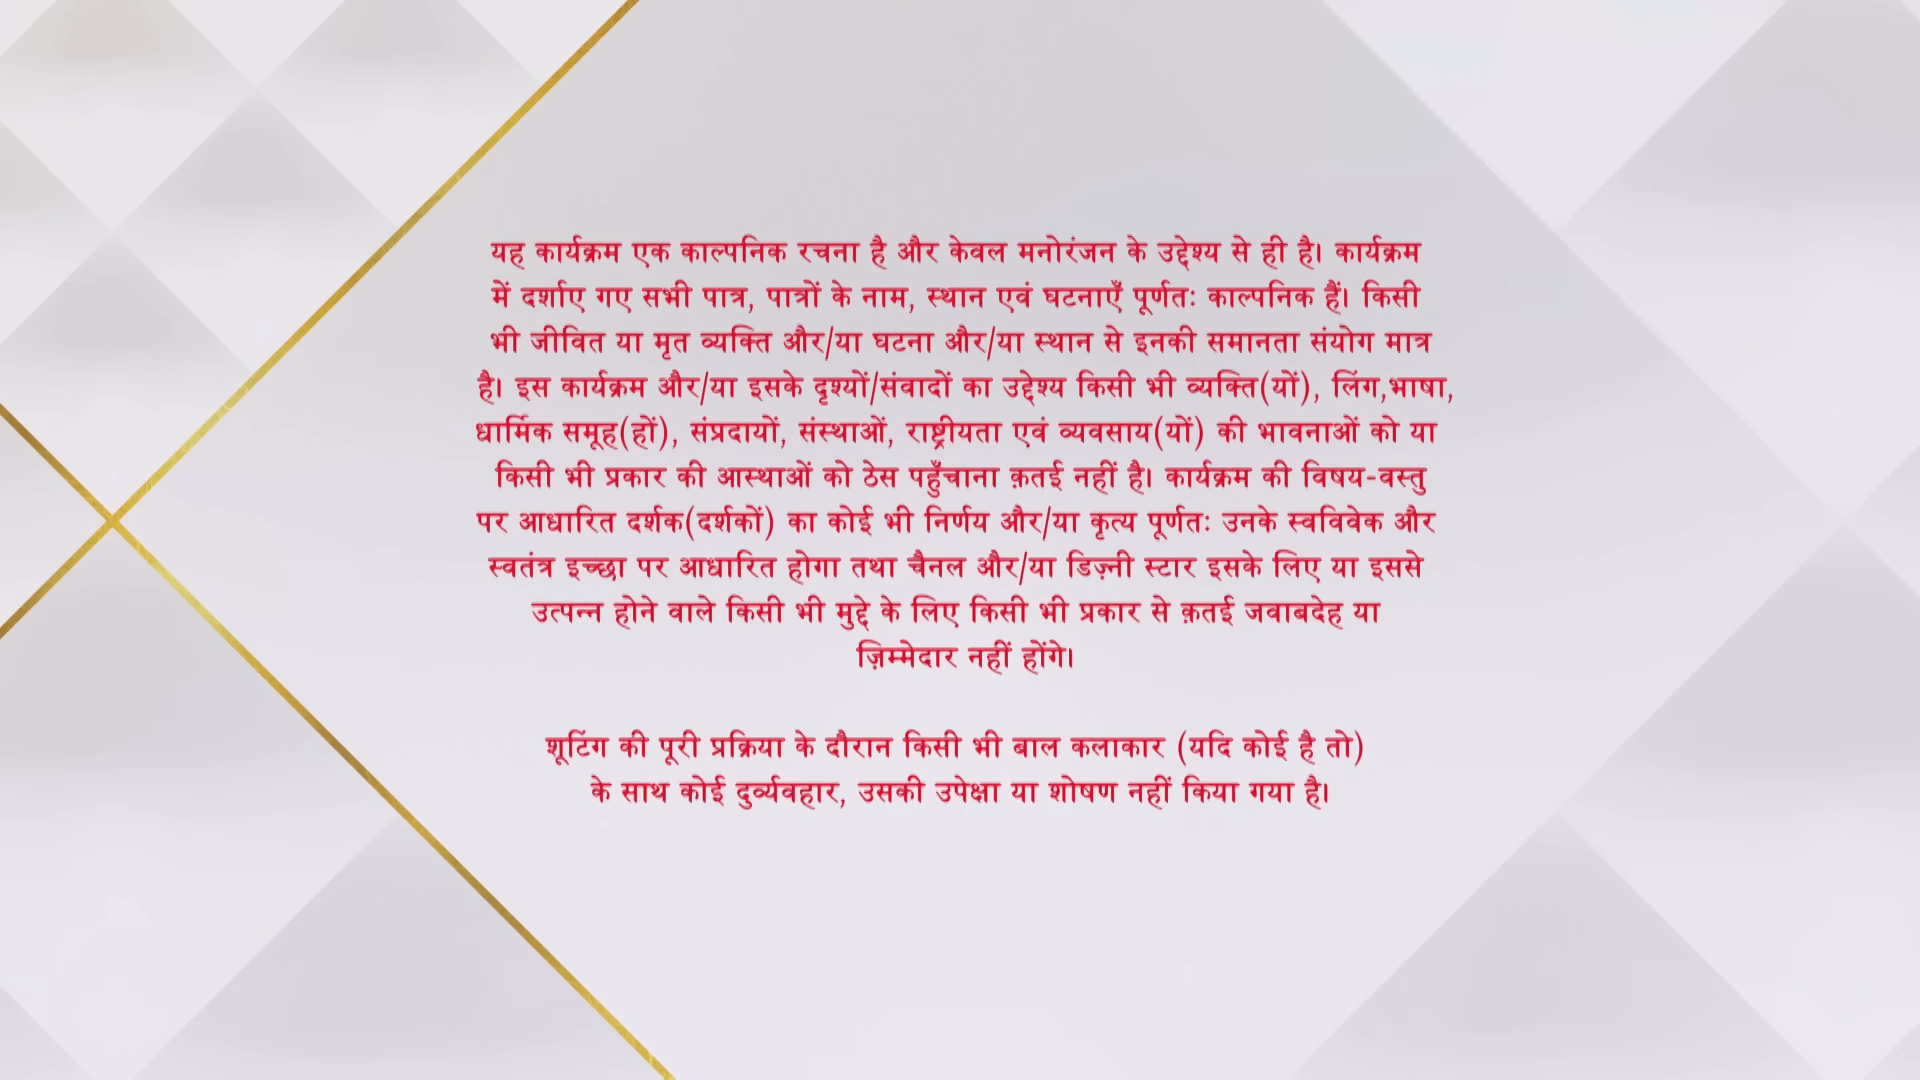 यह कार्यक्रम एक काल्पनिक रचना है और केवल मनोरंजन के उद्देश्य से ही है। कार्यक्रम
में दर्शाए गए सभी पात्र, पात्रों के नाम, स्थान एवं घटनाएँ पूर्णतः काल्पनिक हैं। किसी
भी जीवित या मृत व्यक्ति और/या घटना और/या स्थान से इनकी समानता संयोग मात्र
है। इस कार्यक्रम और/या इसके दृश्यों/संवादों का उद्देश्य किसी भी व्यक्ति(यों), लिंग,भाषा,
धार्मिक समूह(हों), संप्रदायों, संस्थाओं, राष्ट्रीयता एवं व्यवसाय(यों) की भावनाओं को या
किसी भी प्रकार की आस्थाओं को ठेस पहुँचाना क़तई नहीं है। कार्यक्रम की विषय-वस्तु
पर आधारित दर्शक(दर्शकों) का कोई भी निर्णय और/या कृत्य पूर्णतः उनके स्वविवेक और
स्वतंत्र इच्छा पर आधारित होगा तथा चैनल और/या डिज़्नी स्टार इसके लिए या इससे
उत्पन्न होने वाले किसी भी मुद्दे के लिए किसी भी प्रकार से क़तई जवाबदेह या
ज़िम्मेदार नहीं होंगे।
शूटिंग की पूरी प्रक्रिया के दौरान किसी भी बाल कलाकार (यदि कोई है तो)
के साथ कोई दुर्व्यवहार, उसकी उपेक्षा या शोषण नहीं किया गया है।